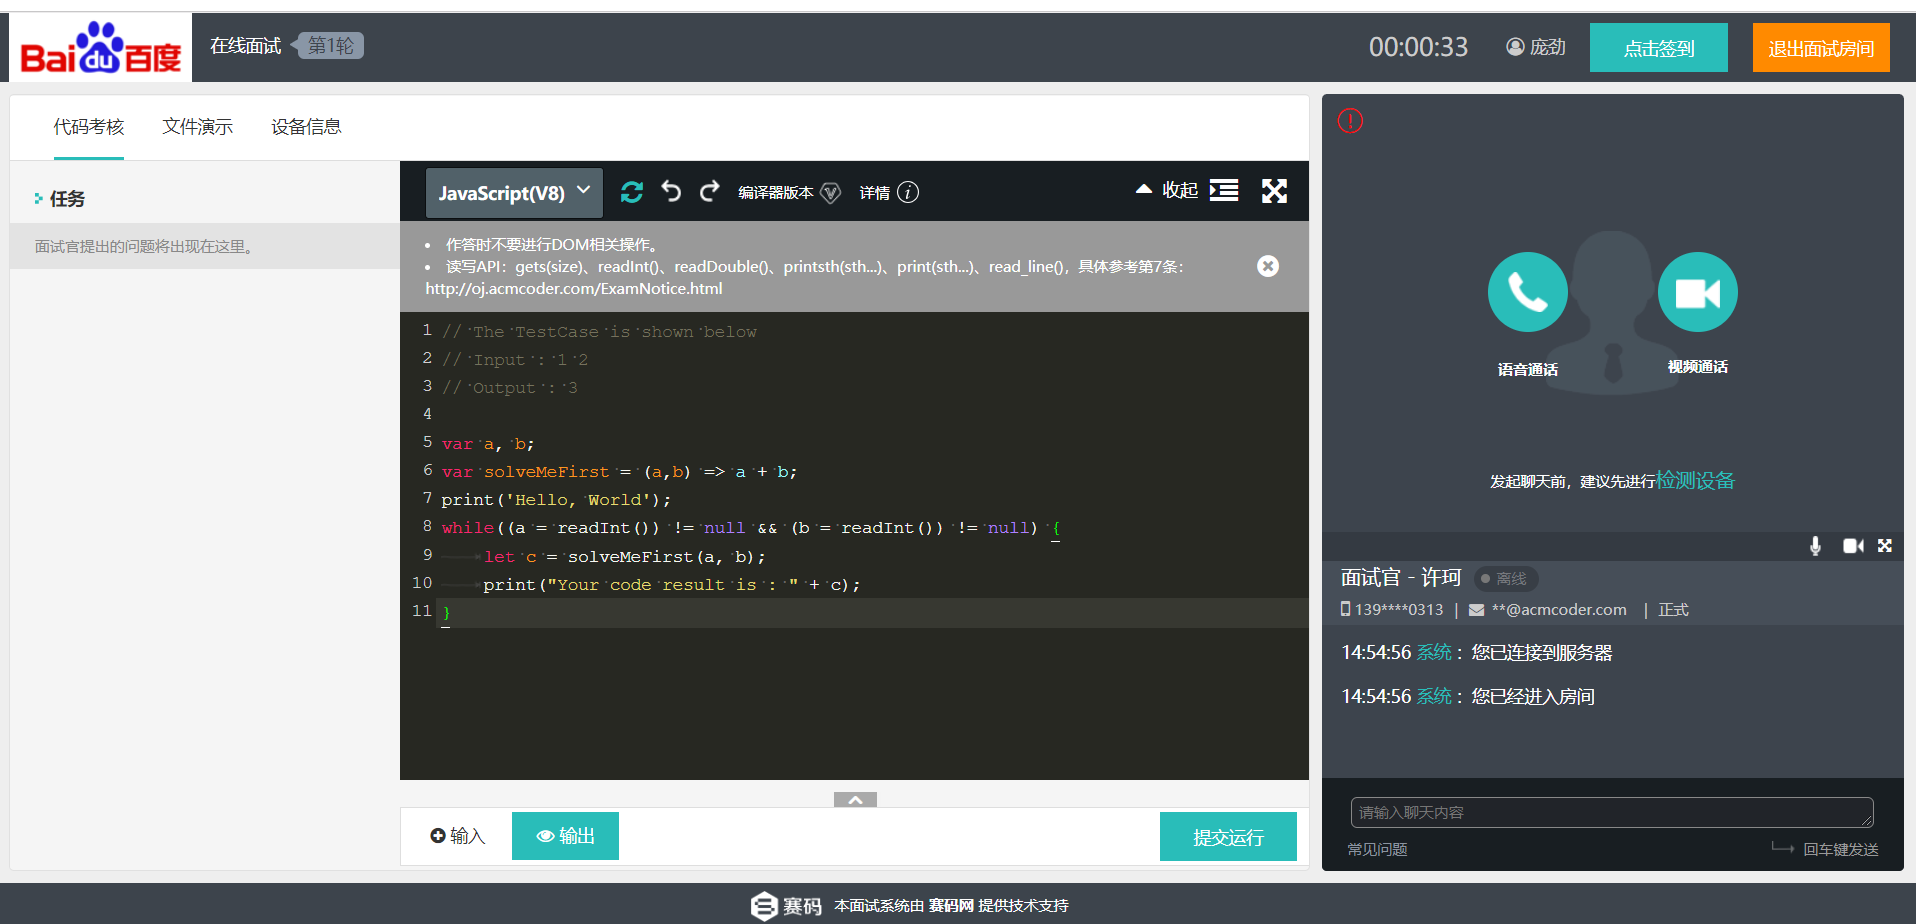 Baidu百度
在线面试 第1轮
00:00:33 庞劲 点击签到 退出面试房间
代码考核 文件演示 设备信息
任务
面试官提出的问题将出现在这里。
JavaScript(V8) 编译器版本 V 详情 i 收起
• 作答时不要进行DOM相关操作。
• 读写API：gets(size)、readInt()、readDouble()、printsth(sth...)、print(sth...)、read_line()，具体参考第7条：
http://oj.acmcoder.com/ExamNotice.html
1 // The TestCase is shown below
2 // Input : 1 2
3 // Output : 3
4
5 var a, b;
6 var solveMeFirst = (a,b) => a + b;
7 print('Hello, World');
8 while((a = readInt()) != null && (b = readInt()) != null) {
9 let c = solveMeFirst(a, b);
10 print("Your code result is : " + c);
11 }
输入 输出 提交运行
语音通话 视频通话
发起聊天前，建议先进行检测设备
面试官 - 许珂 离线
139****0313 | **@acmcoder.com | 正式
14:54:56 系统： 您已连接到服务器
14:54:56 系统： 您已经进入房间
请输入聊天内容
常见问题 回车键发送
赛码 本面试系统由 赛码网 提供技术支持